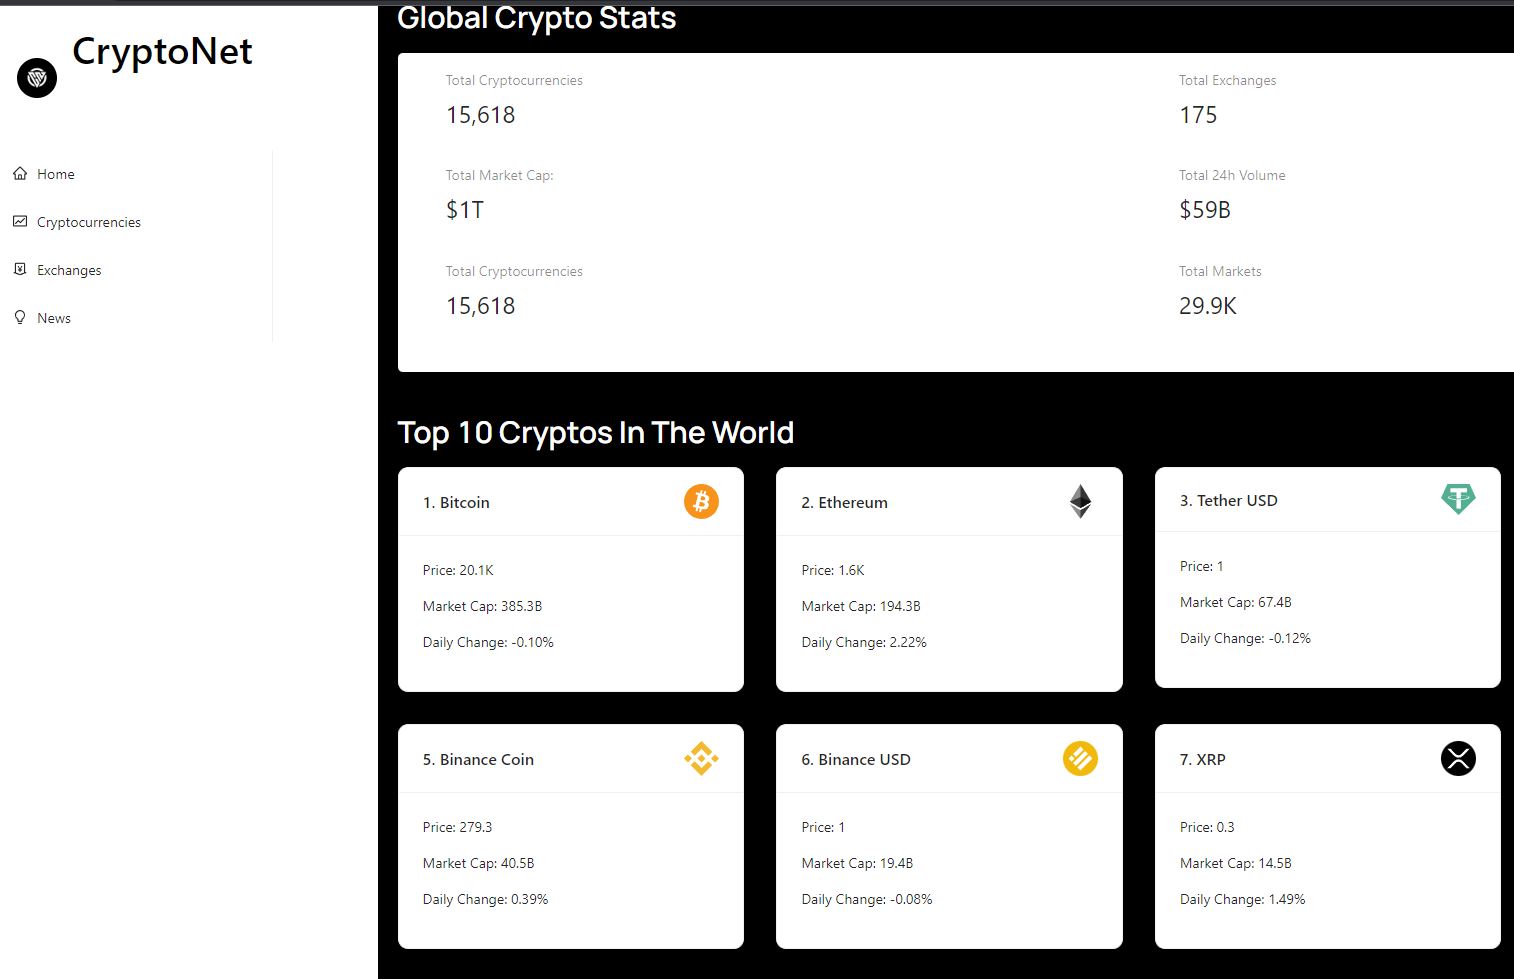 CryptoNet
Home
Cryptocurrencies
Exchanges
News
Global Crypto Stats
Total Cryptocurrencies
15,618
Total Exchanges
175
Total Market Cap:
$1T
Total 24h Volume
$59B
Total Cryptocurrencies
15,618
Total Markets
29.9K
Top 10 Cryptos In The World
1. Bitcoin
Price: 20.1K
Market Cap: 385.3B
Daily Change: -0.10%
2. Ethereum
Price: 1.6K
Market Cap: 194.3B
Daily Change: 2.22%
3. Tether USD
Price: 1
Market Cap: 67.4B
Daily Change: -0.12%
5. Binance Coin
Price: 279.3
Market Cap: 40.5B
Daily Change: 0.39%
6. Binance USD
Price: 1
Market Cap: 19.4B
Daily Change: -0.08%
7. XRP
Price: 0.3
Market Cap: 14.5B
Daily Change: 1.49%